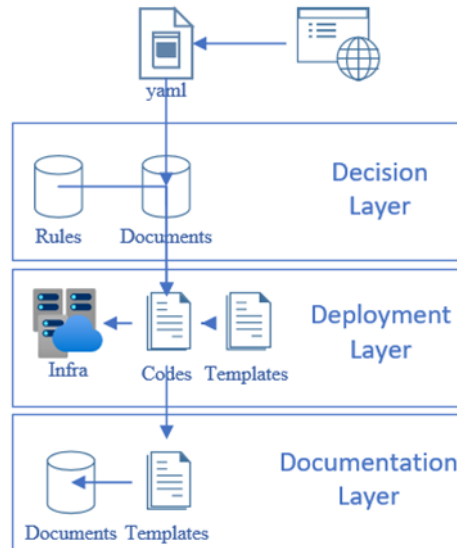 yaml
Decision
Layer
Rules Documents
Deployment
Layer
Infra Codes Templates
Documentation
Layer
Documents Templates